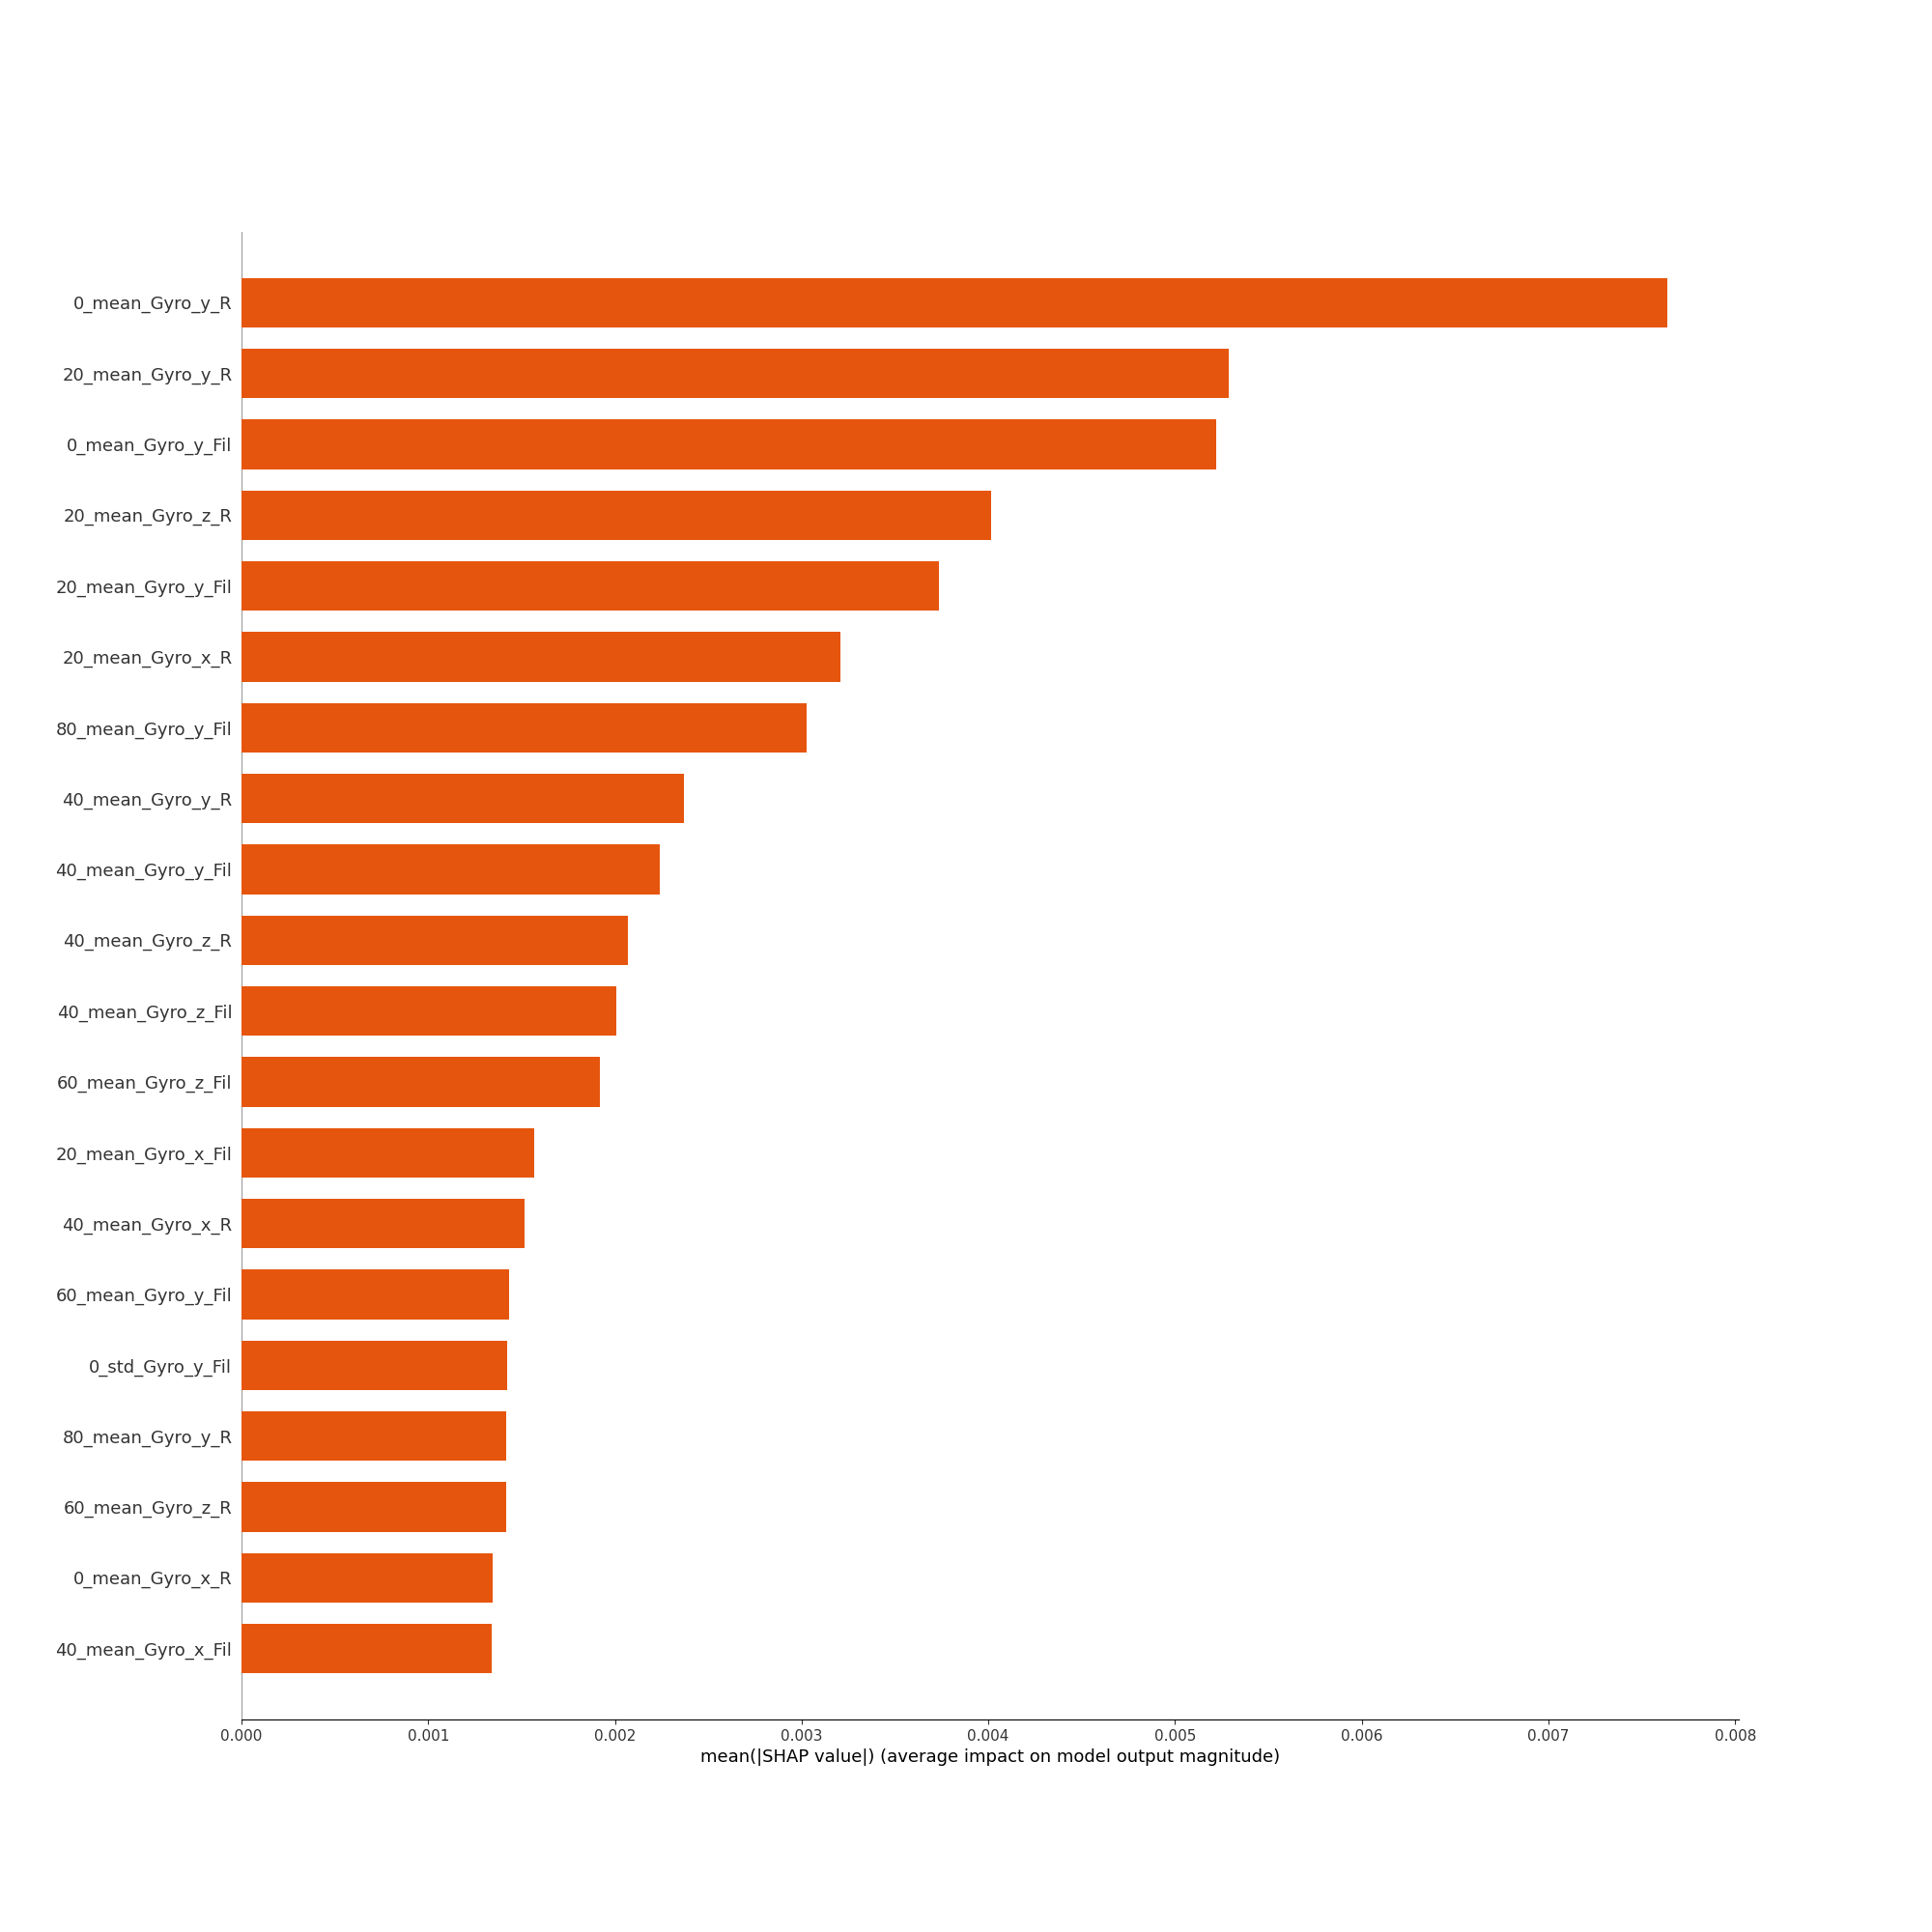 0_mean_Gyro_y_R
20_mean_Gyro_y_R
0_mean_Gyro_y_Fil
20_mean_Gyro_z_R
20_mean_Gyro_y_Fil
20_mean_Gyro_x_R
80_mean_Gyro_y_Fil
40_mean_Gyro_y_R
40_mean_Gyro_y_Fil
40_mean_Gyro_z_R
40_mean_Gyro_z_Fil
60_mean_Gyro_z_Fil
20_mean_Gyro_x_Fil
40_mean_Gyro_x_R
60_mean_Gyro_y_Fil
0_std_Gyro_y_Fil
80_mean_Gyro_y_R
60_mean_Gyro_z_R
0_mean_Gyro_x_R
40_mean_Gyro_x_Fil
0.000 0.001 0.002 0.003 0.004 0.005 0.006 0.007 0.008
mean(|SHAP value|) (average impact on model output magnitude)